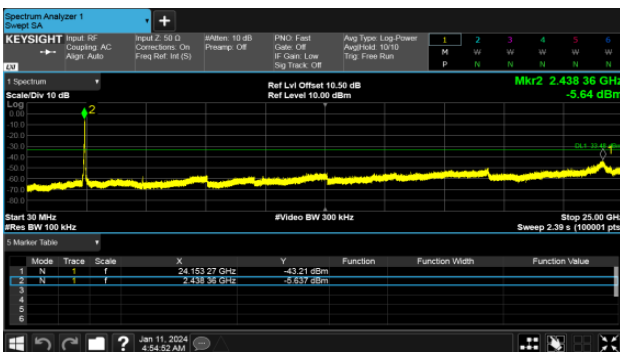 Spectrum Analyzer 1
Swept SA
+
KEYSIGHT Input: RF Input Z: 50 Ω #Atten: 10 dB PNO: Fast Avg Type: Log-Power 1 2 3 4 5 6
Coupling: AC Corrections: On Preamp: Off Gate: Off Avg|Hold: 10/10 M W W W W W
Align: Auto Freq Ref: Int (S) IF Gain: Low Trig: Free Run P N N N N N
LXI Sig Track: Off
1 Spectrum Ref Lvl Offset 10.50 dB Mkr2 2.438 36 GHz
Scale/Div 10 dB Ref Level 10.00 dBm -5.64 dBm
Log
0.00 2
-10.0
-20.0
-30.0 DL1
-40.0 1
-50.0
-60.0
-70.0
-80.0
Start 30 MHz #Video BW 300 kHz Stop 25.00 GHz
#Res BW 100 kHz Sweep 2.39 s (100001 pts
5 Marker Table
Mode Trace Scale X Y Function Function Width Function Value
1 N 1 f 24.153 27 GHz -43.21 dBm
2 N 1 f 2.438 36 GHz -5.637 dBm
3
4
5
6
? Jan 11, 2024
4:54:52 AM